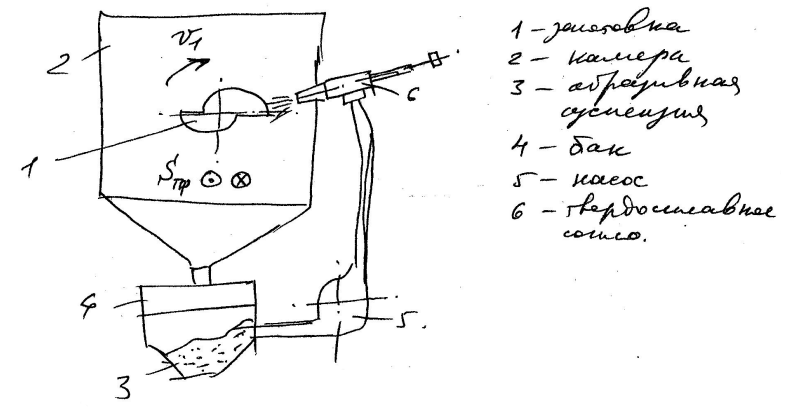 1 – заготовка
2 – камера
3 – абразивная
суспензия
4 – бак
5 – насос
6 – твердосплавное
сопло.
2
v1
6
1
Sпр
4
5.
3